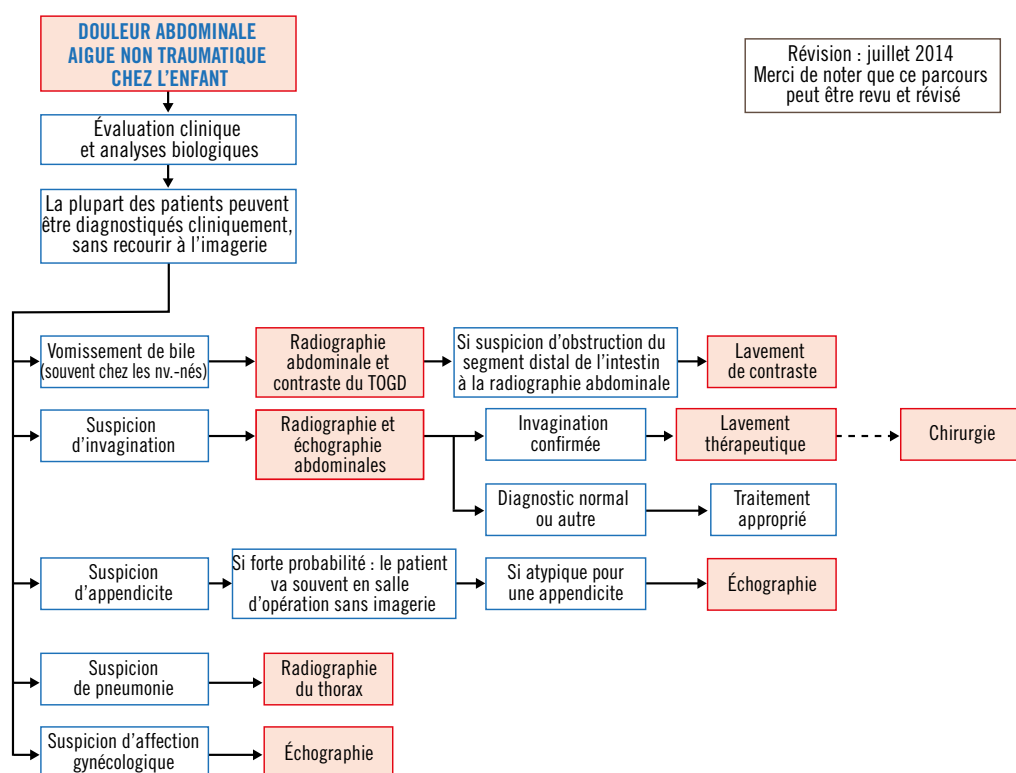 DOULEUR ABDOMINALE
AIGUE NON TRAUMATIQUE
CHEZ L'ENFANT
Révision : juillet 2014
Merci de noter que ce parcours
peut être revu et révisé
Évaluation clinique
et analyses biologiques
La plupart des patients peuvent
être diagnostiqués cliniquement,
sans recourir à l'imagerie
Vomissement de bile
(souvent chez les nv.-nés)
Radiographie
abdominale et
contraste du TOGD
Si suspicion d'obstruction du
segment distal de l'intestin
à la radiographie abdominale
Lavement
de contraste
Suspicion
d'invagination
Radiographie et
échographie
abdominales
Invagination
confirmée
Lavement
thérapeutique
Chirurgie
Diagnostic normal
ou autre
Traitement
approprié
Suspicion
d'appendicite
Si forte probabilité : le patient
va souvent en salle
d'opération sans imagerie
Si atypique pour
une appendicite
Échographie
Suspicion
de pneumonie
Radiographie
du thorax
Suspicion d'affection
gynécologique
Échographie